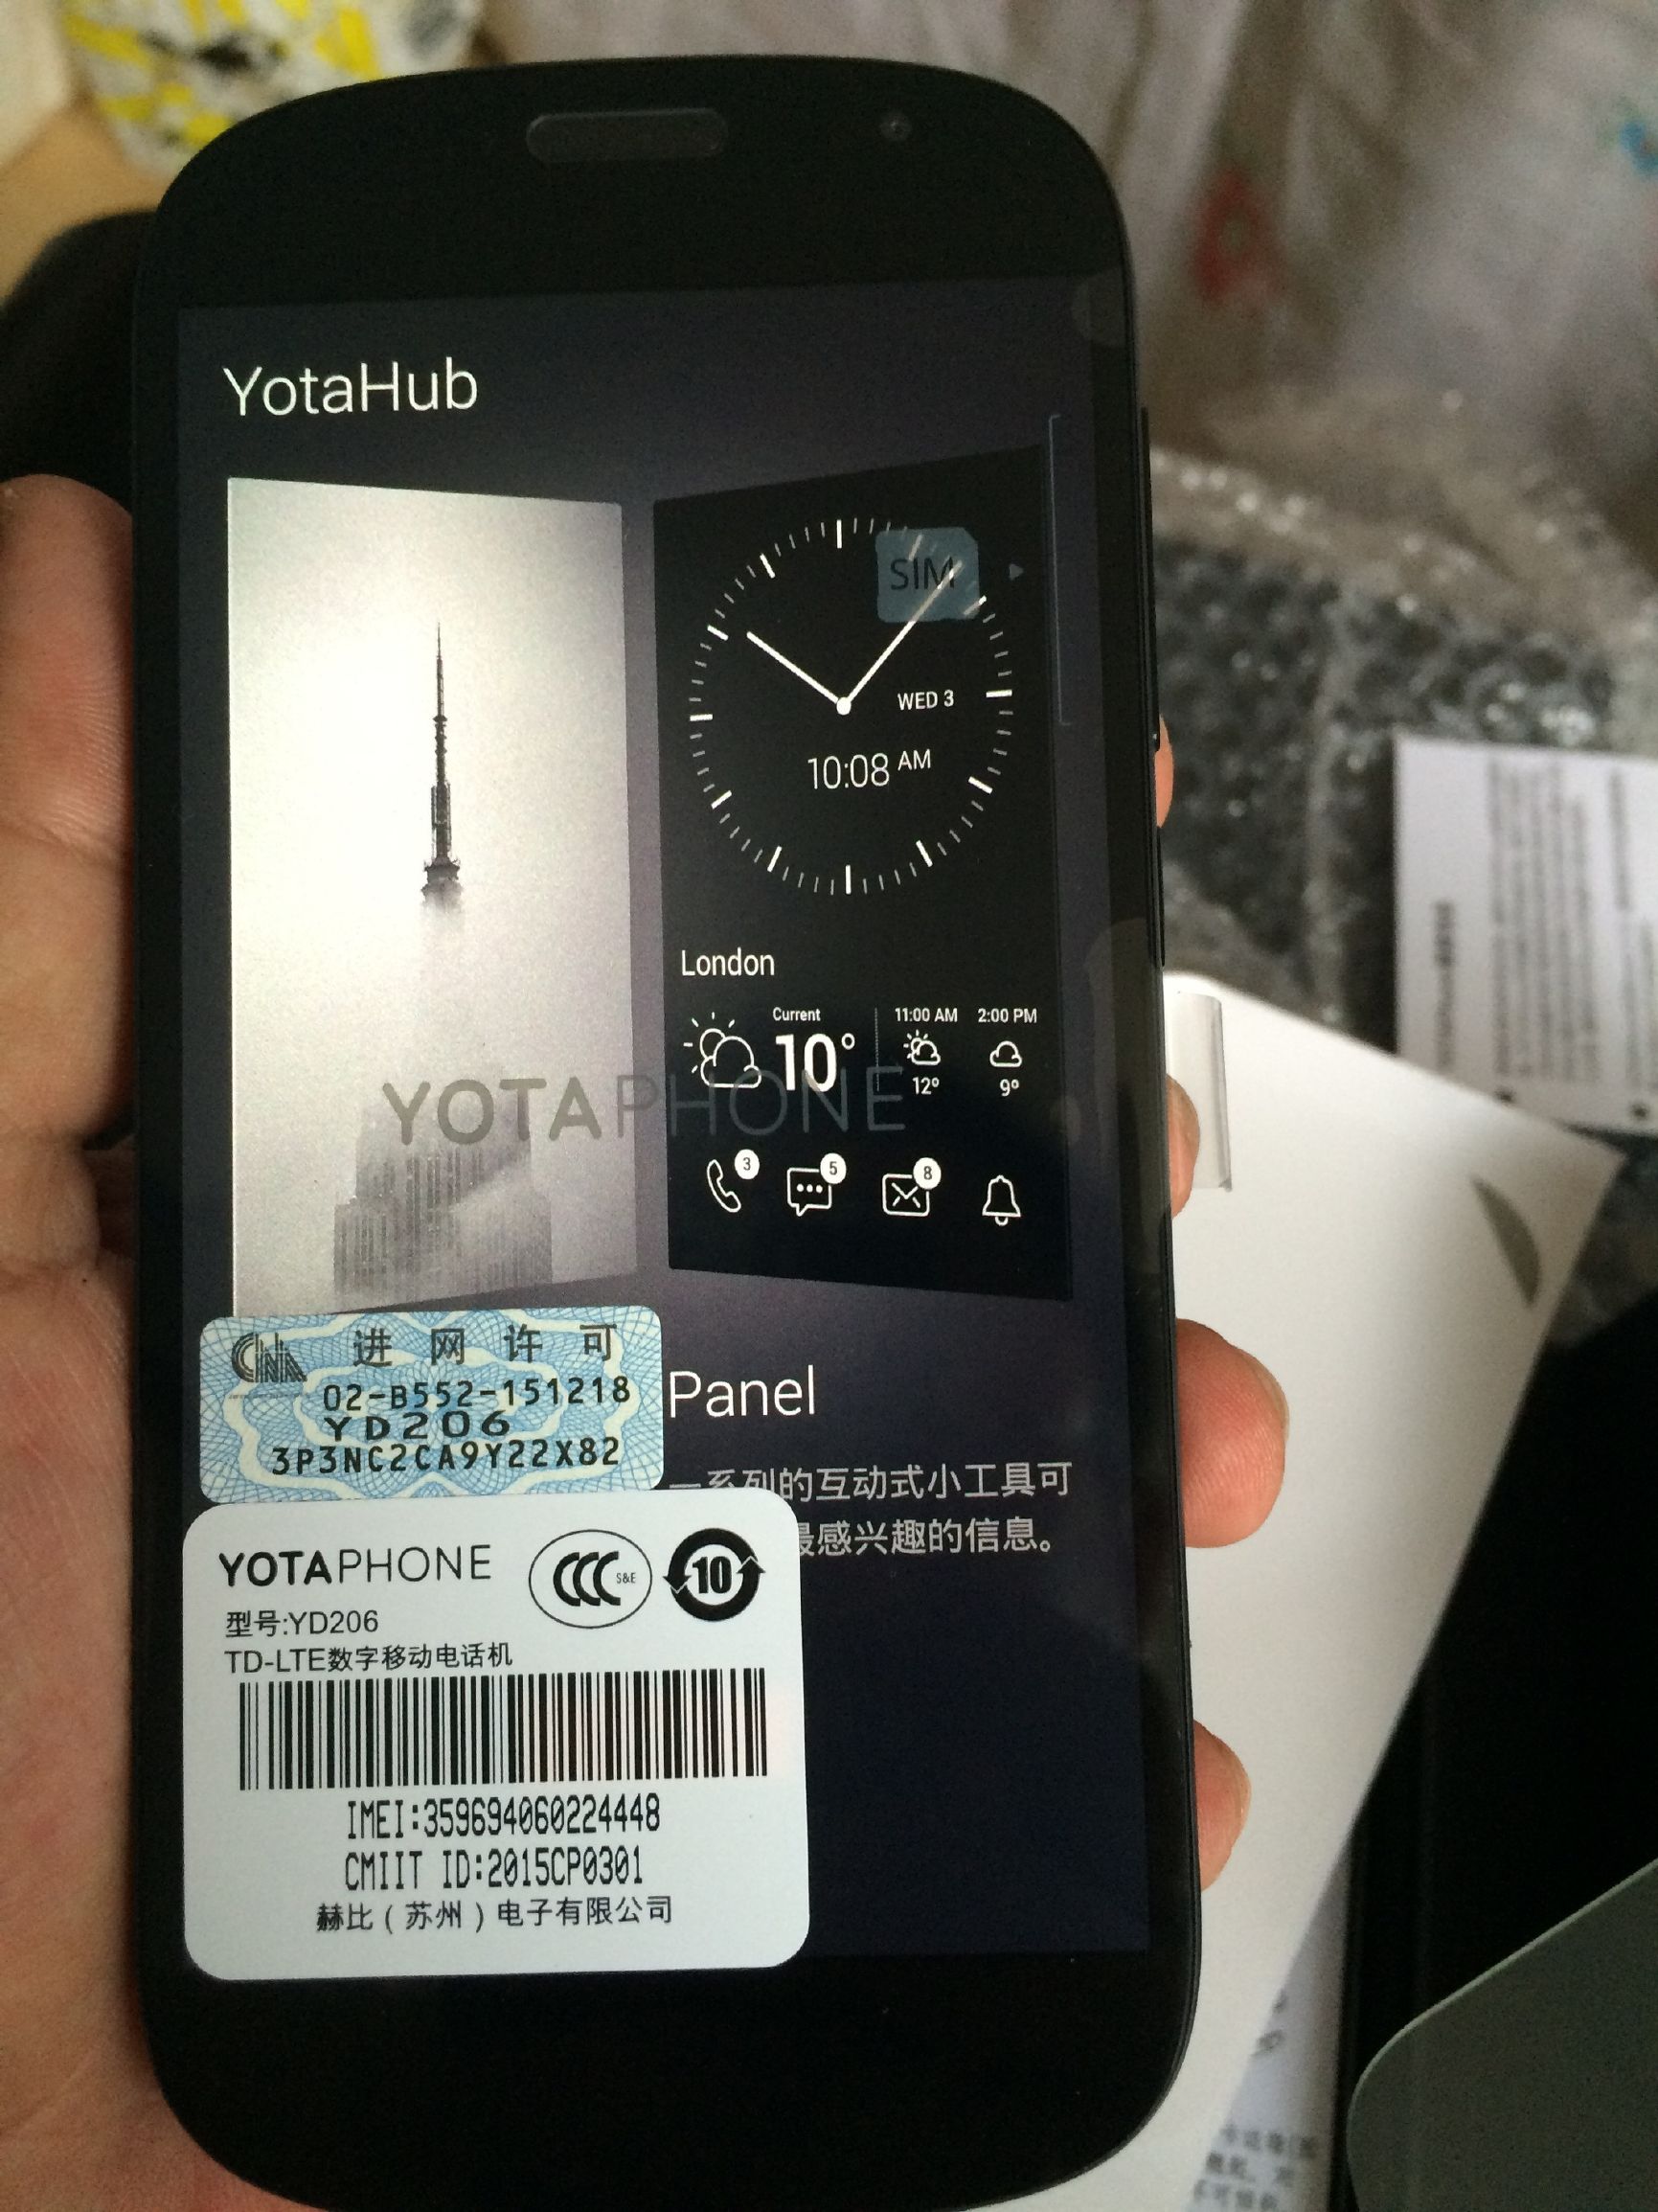 YotaHub
SIM
WED 3
10:08 AM
London
Current
10°
11:00 AM
12°
2:00 PM
9°
YOTAPHONE
3
5
8
CNA
进网许可
02-B552-151218
YD206
3P3NC2CA9Y22X82
Panel
一系列的互动式小工具可
最感兴趣的信息。
YOTAPHONE
CCC
S&E
10
型号:YD206
TD-LTE数字移动电话机
IMEI:359694060224448
CMIIT ID:2015CP0301
赫比(苏州)电子有限公司